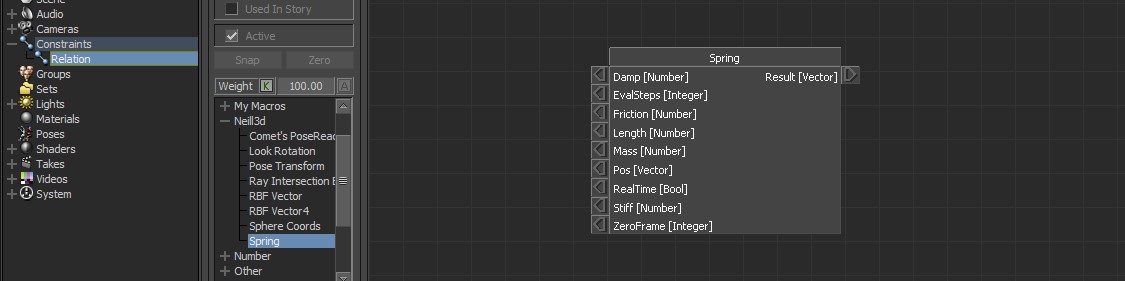 Scene
Audio
Cameras
Constraints
Relation
Groups
Sets
Lights
Materials
Poses
Shaders
Takes
Videos
System
Used In Story
Active
Snap
Zero
Weight K 100.00 A
My Macros
Neill3d
Comet's PoseReac
Look Rotation
Pose Transform
Ray Intersection E
RBF Vector
RBF Vector4
Sphere Coords
Spring
Number
Other
Spring
Damp [Number] Result [Vector]
EvalSteps [Integer]
Friction [Number]
Length [Number]
Mass [Number]
Pos [Vector]
RealTime [Bool]
Stiff [Number]
ZeroFrame [Integer]